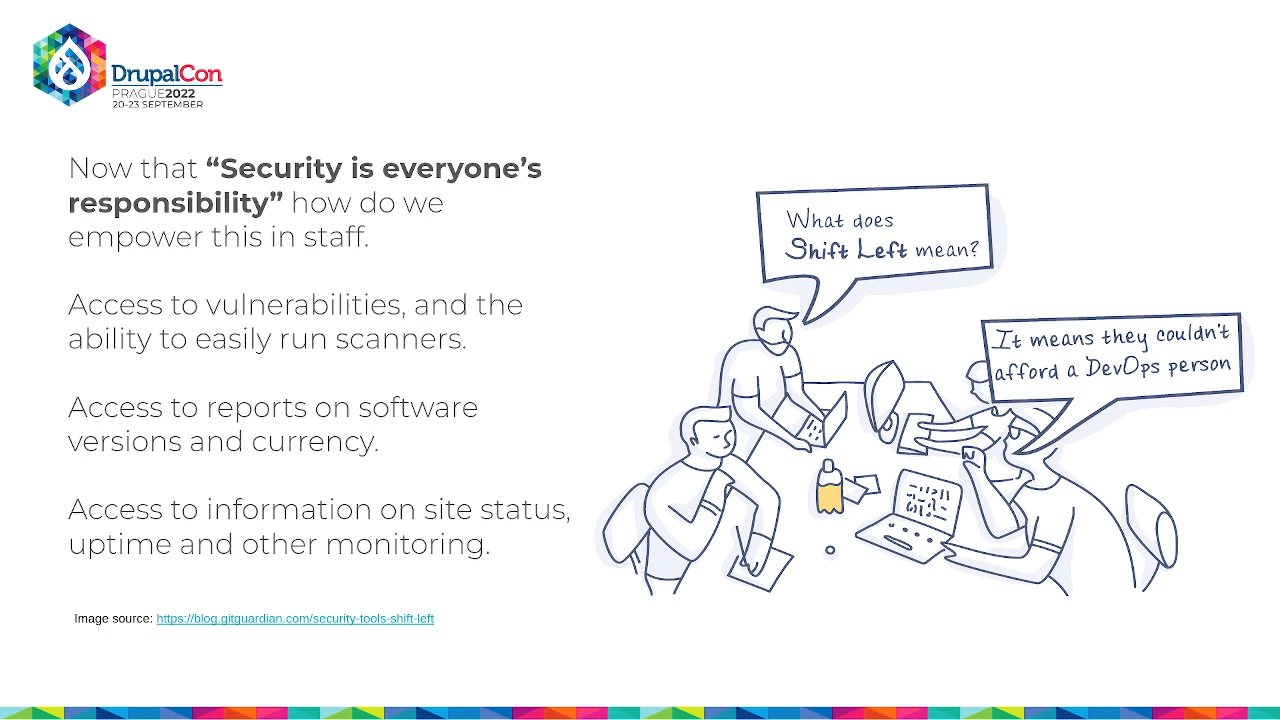 DrupalCon
PRAGUE2022
20-23 SEPTEMBER
Now that “Security is everyone’s
responsibility” how do we
empower this in staff.
Access to vulnerabilities, and the
ability to easily run scanners.
Access to reports on software
versions and currency.
Access to information on site status,
uptime and other monitoring.
Image source: https://blog.gitguardian.com/security-tools-shift-left
What does
Shift Left mean?
It means they couldn't
afford a DevOps person